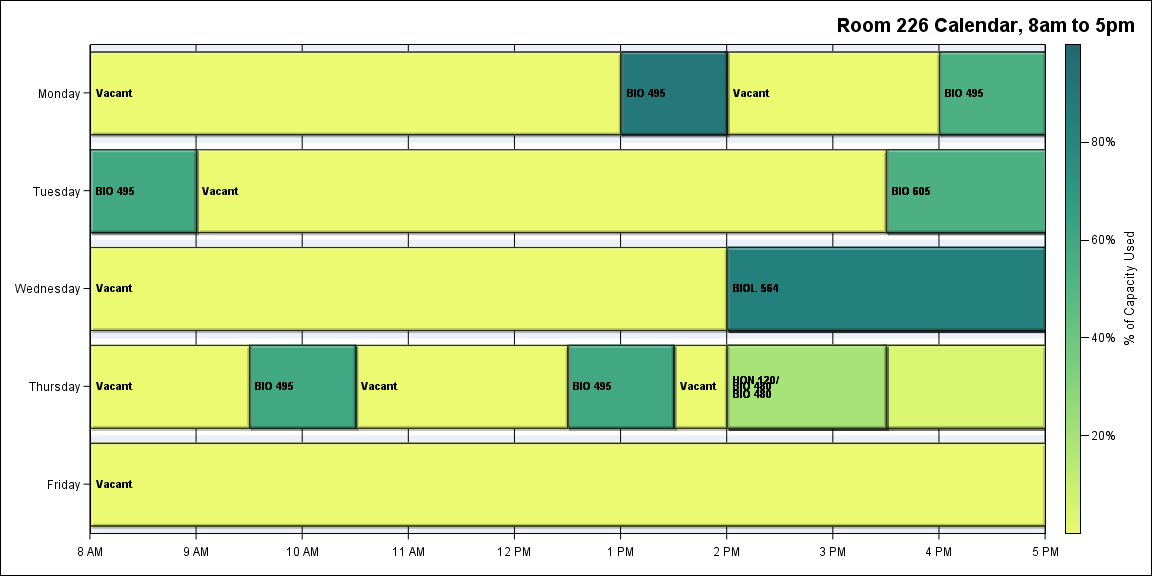 Room 226 Calendar, 8am to 5pm
Monday
Vacant
BIO 495
Vacant
BIO 495
Tuesday
BIO 495
Vacant
BIO 605
Wednesday
Vacant
BIOL 564
Thursday
Vacant
BIO 495
Vacant
BIO 495
Vacant
HON 120/
BIO 480
BIO 480
Friday
Vacant
8 AM
9 AM
10 AM
11 AM
12 PM
1 PM
2 PM
3 PM
4 PM
5 PM
80%
60%
40%
20%
% of Capacity Used